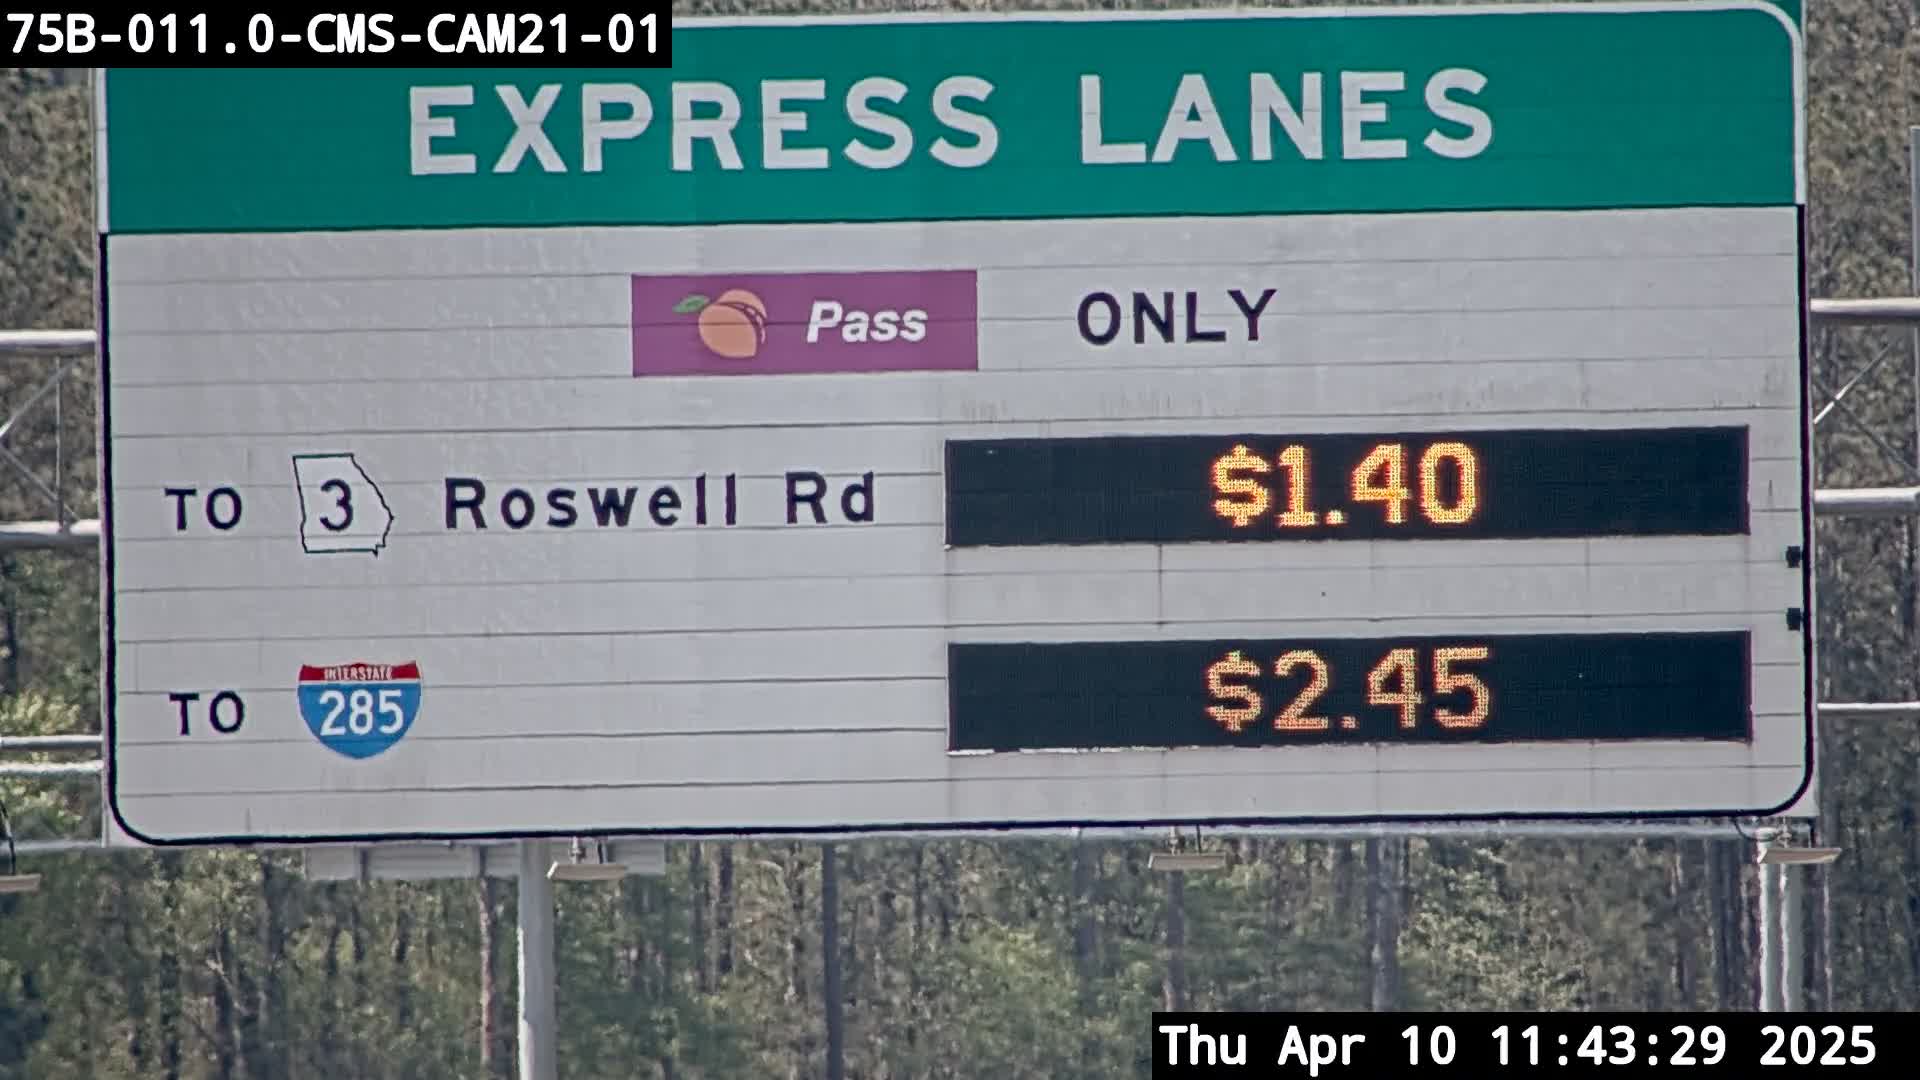 75B-011.0-CMS-CAM21-01
EXPRESS LANES
Pass ONLY
TO 3 Roswell Rd $1.40
INTERSTATE
TO 285 $2.45
Thu Apr 10 11:43:29 2025